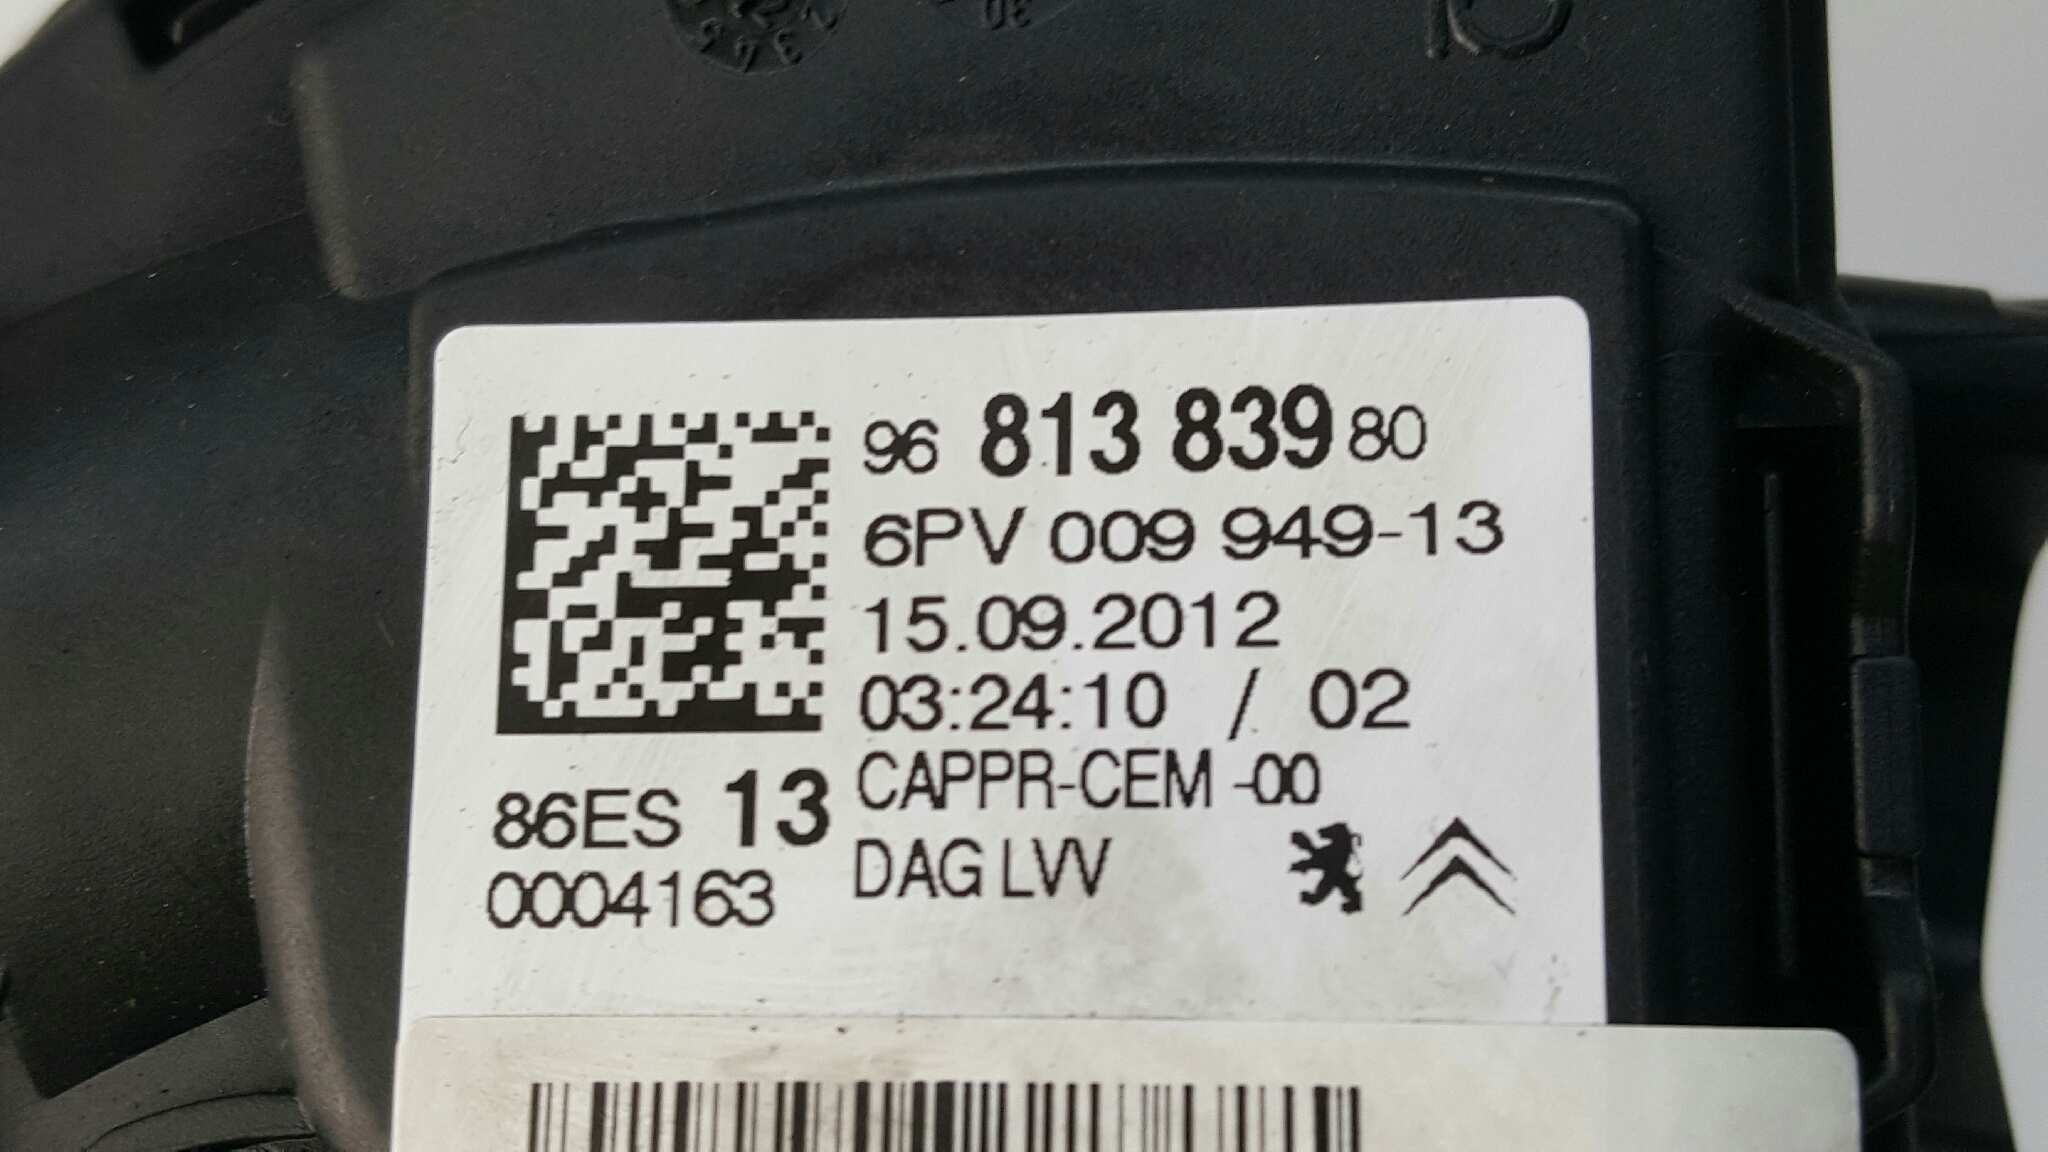 96 813 839 80
6PV 009 949-13
15.09.2012
03:24:10 / 02
CAPPR-CEM -00
DAG LVV
86ES 13
0004163